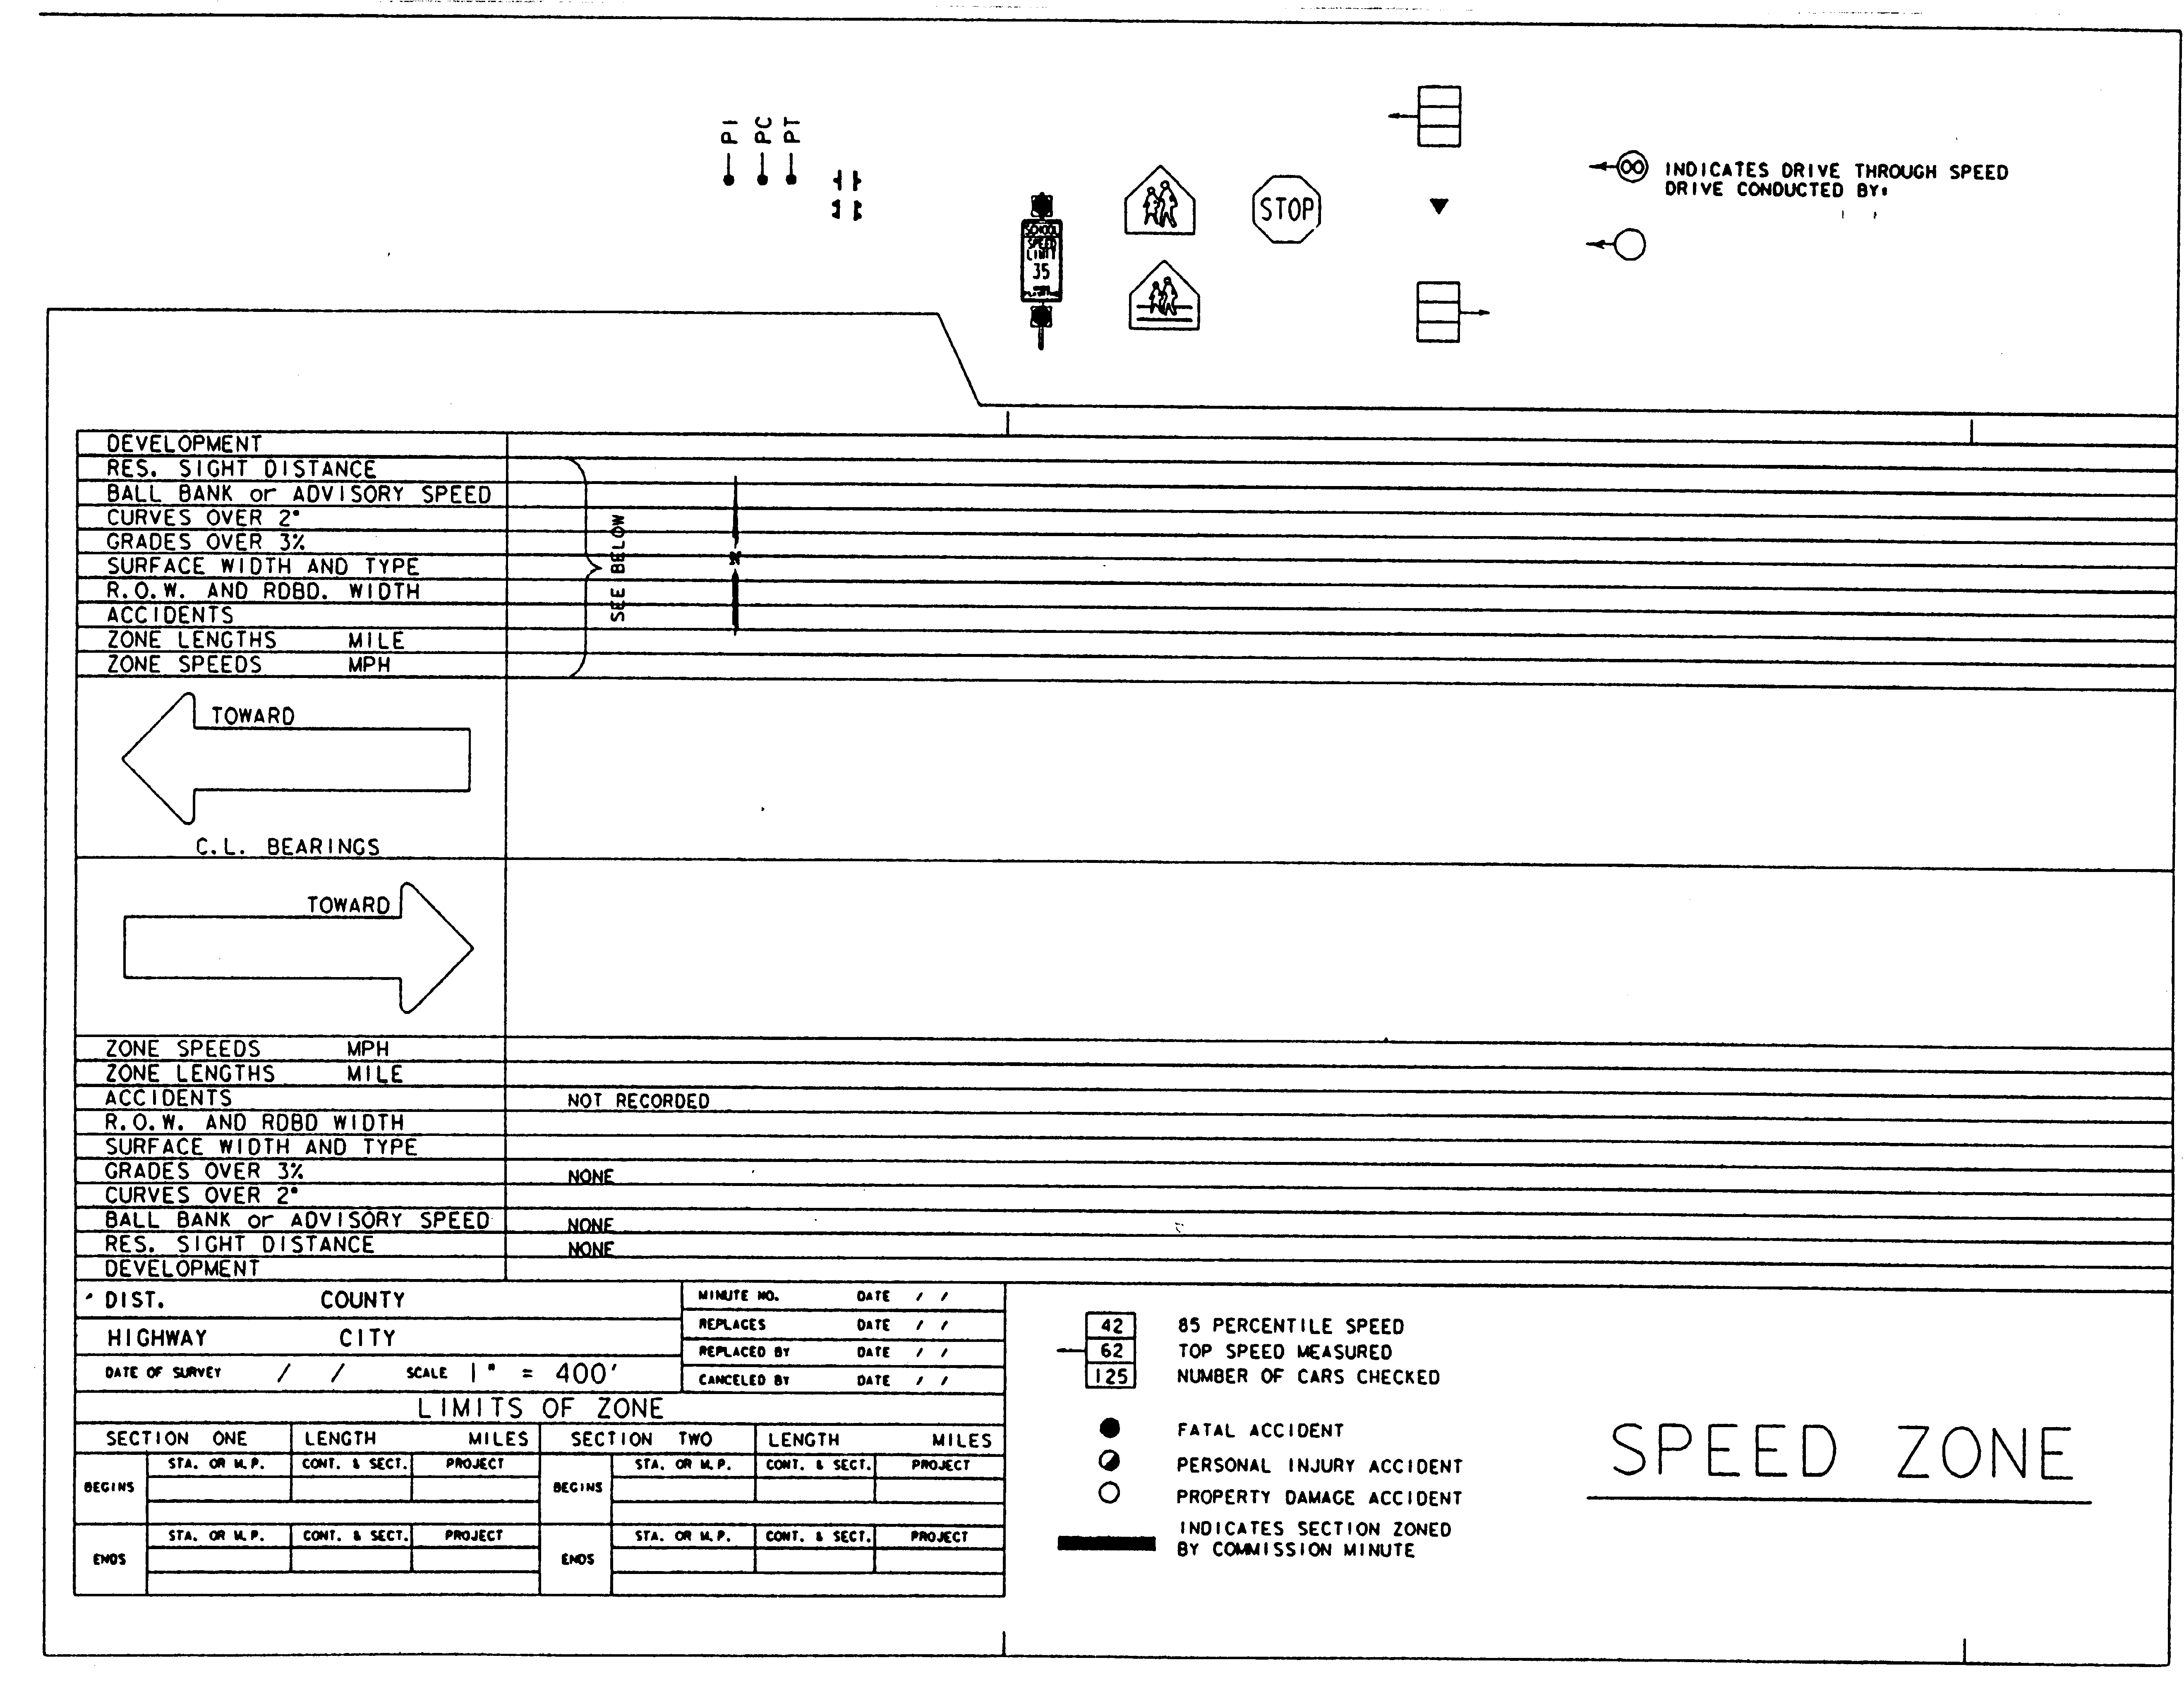 PI
PC
PT
SCHOOL
SPEED
LIMIT
35
STOP
INDICATES DRIVE THROUGH SPEED
DRIVE CONDUCTED BY:
DEVELOPMENT
RES. SIGHT DISTANCE
BALL BANK or ADVISORY SPEED
CURVES OVER 2°
GRADES OVER 3%
SURFACE WIDTH AND TYPE
R.O.W. AND RDBD. WIDTH
ACCIDENTS
ZONE LENGTHS MILE
ZONE SPEEDS MPH
SEE BELOW
N
TOWARD
C.L. BEARINGS
TOWARD
ZONE SPEEDS MPH
ZONE LENGTHS MILE
ACCIDENTS NOT RECORDED
R.O.W. AND RDBD WIDTH
SURFACE WIDTH AND TYPE
GRADES OVER 3% NONE
CURVES OVER 2°
BALL BANK or ADVISORY SPEED NONE
RES. SIGHT DISTANCE NONE
DEVELOPMENT
DIST. COUNTY
HIGHWAY CITY
DATE OF SURVEY / / SCALE 1" = 400'
MINUTE NO. DATE / /
REPLACES DATE / /
REPLACED BY DATE / /
CANCELED BY DATE / /
LIMITS OF ZONE
SECTION ONE LENGTH MILES SECTION TWO LENGTH MILES
BEGINS STA. OR M.P. CONT. & SECT. PROJECT BEGINS STA. OR M.P. CONT. & SECT. PROJECT
ENDS STA. OR M.P. CONT. & SECT. PROJECT ENDS STA. OR M.P. CONT. & SECT. PROJECT
42 85 PERCENTILE SPEED
62 TOP SPEED MEASURED
125 NUMBER OF CARS CHECKED
FATAL ACCIDENT
PERSONAL INJURY ACCIDENT
PROPERTY DAMAGE ACCIDENT
INDICATES SECTION ZONED
BY COMMISSION MINUTE
SPEED ZONE